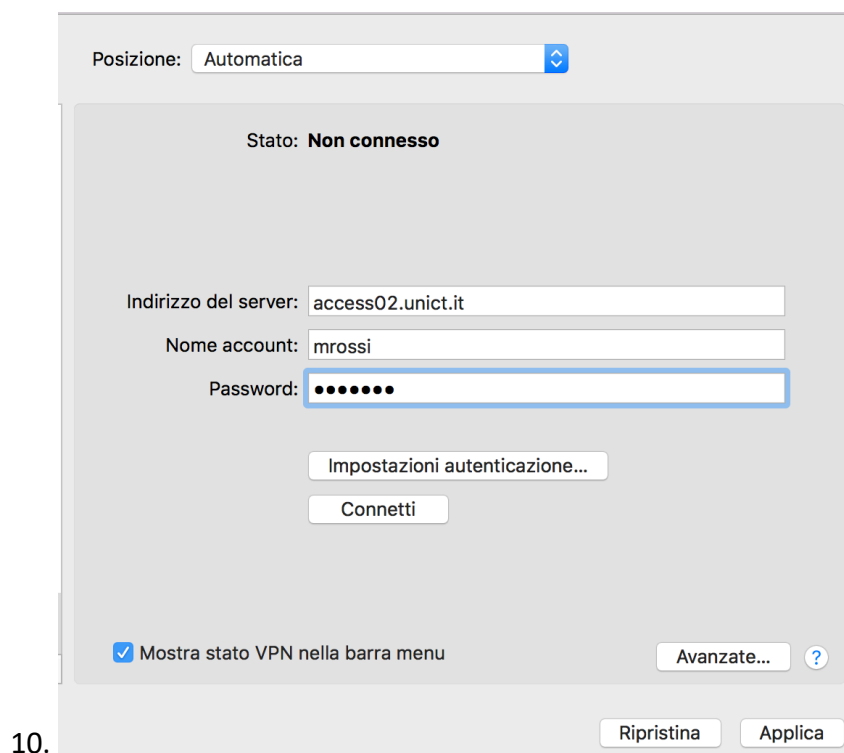 Posizione: Automatica
Stato: Non connesso
Indirizzo del server: access02.unict.it
Nome account: mrossi
Password: •••••••
Impostazioni autenticazione...
Connetti
Mostra stato VPN nella barra menu
Avanzate... ?
Ripristina Applica
10.